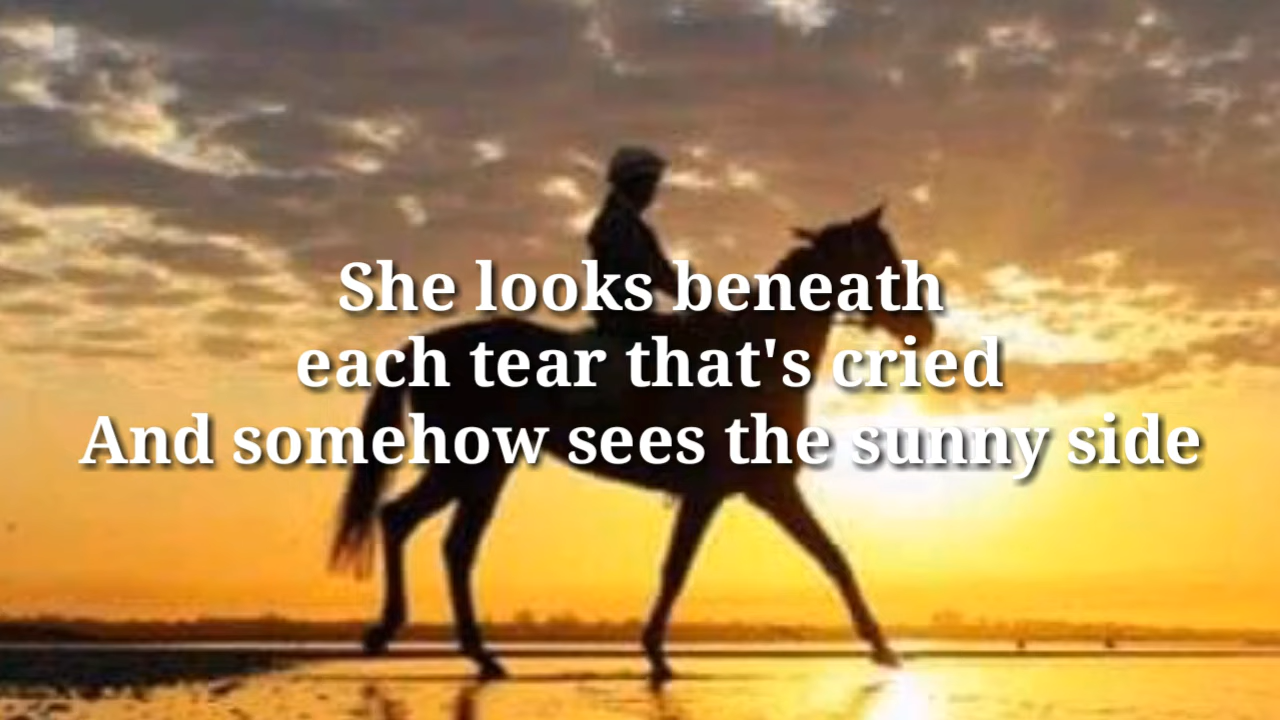 She looks beneath
each tear that's cried
And somehow sees the sunny side